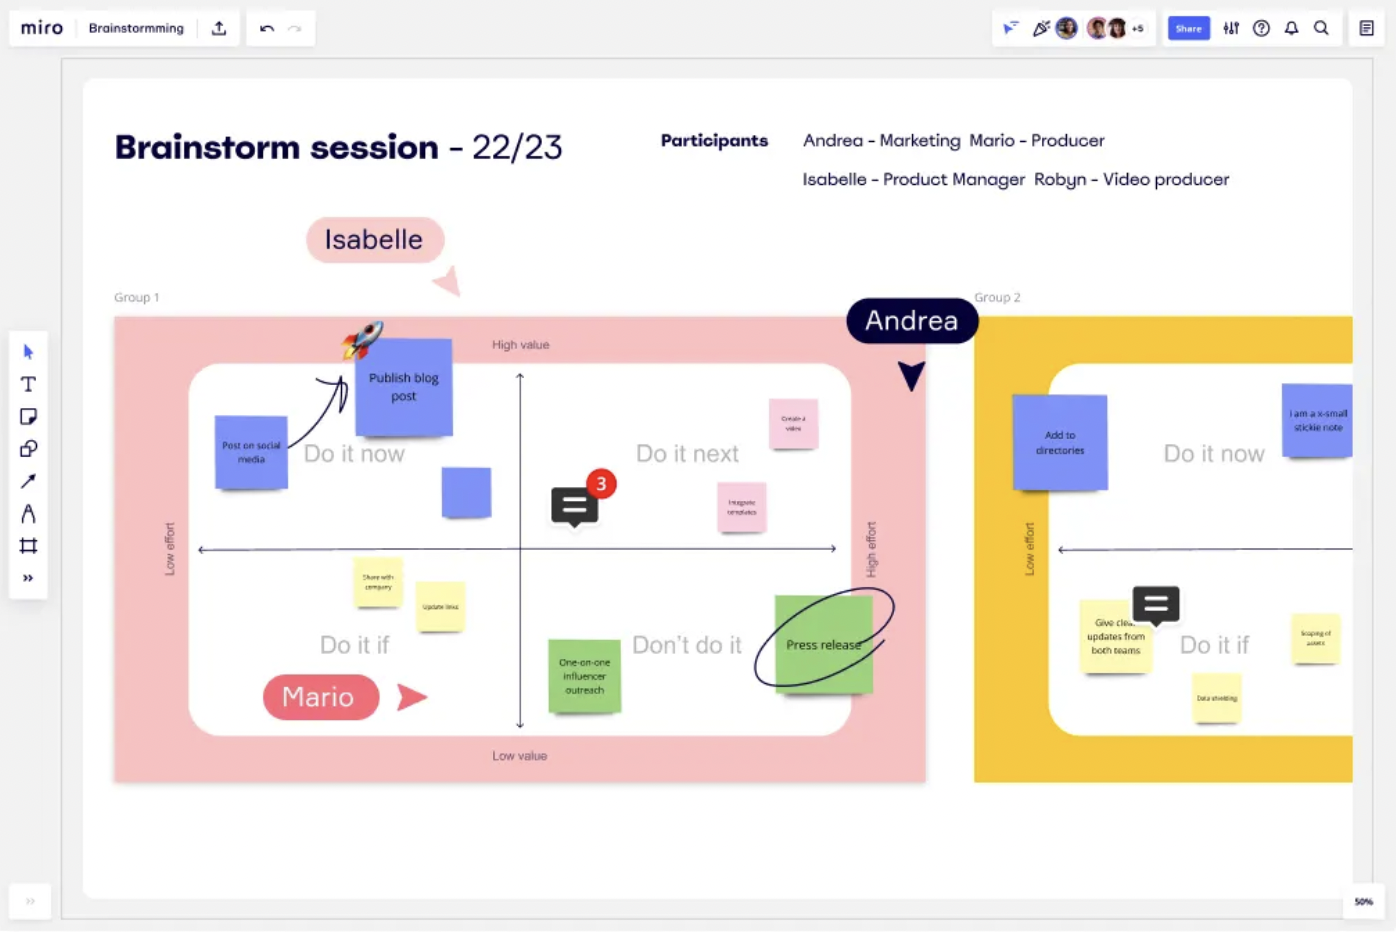 miro
Brainstormming
+5
Share
Brainstorm session - 22/23
Participants
Andrea - Marketing Mario - Producer
Isabelle - Product Manager Robyn - Video producer
Isabelle
Group 1
Andrea
Group 2
High value
Publish blog
post
Post on social
media
Do it now
Do it next
Create a
video
3
Integrate
templates
Low effort
High effort
Share with
company
Update links
Do it if
Don't do it
One-on-one
influencer
outreach
Press release
Mario
Low value
Add to
directories
Do it now
I am a x-small
stickie note
Low effort
Give clea
updates from
both teams
Do it if
Scaping of
assets
Data shielding
50%